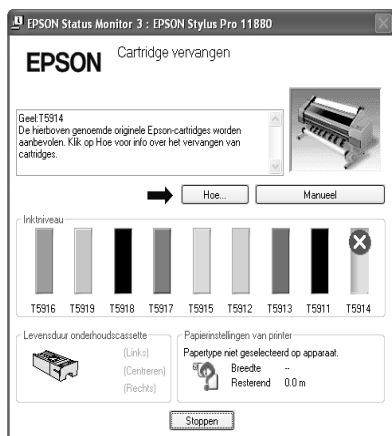 EPSON Status Monitor 3 : EPSON Stylus Pro 11880
EPSON
Cartridge vervangen
Geel:T5914
De hierboven genoemde originele Epson-cartridges worden
aanbevolen. Klik op Hoe voor info over het vervangen van
cartridges.
Hoe...
Manueel
Inktniveau
T5916 T5919 T5918 T5917 T5915 T5912 T5913 T5911 T5914
Levensduur onderhoudscassette
(Links)
(Centreren)
(Rechts)
Papierinstellingen van printer
Papiertype niet geselecteerd op apparaat.
Breedte --
Resterend 0.0 m
Stoppen